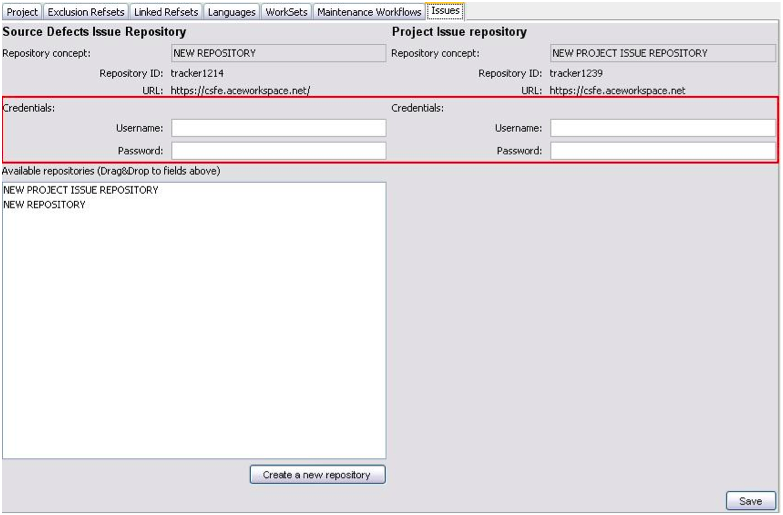 Project Exclusion Refsets Linked Refsets Languages WorkSets Maintenance Workflows Issues
Source Defects Issue Repository Project Issue repository
Repository concept: NEW REPOSITORY Repository concept: NEW PROJECT ISSUE REPOSITORY
Repository ID: tracker1214 Repository ID: tracker1239
URL: https://csfe.aceworkspace.net/ URL: https://csfe.aceworkspace.net
Credentials: Credentials:
Username: Username:
Password: Password:
Available repositories (Drag&Drop to fields above)
NEW PROJECT ISSUE REPOSITORY
NEW REPOSITORY
Create a new repository
Save